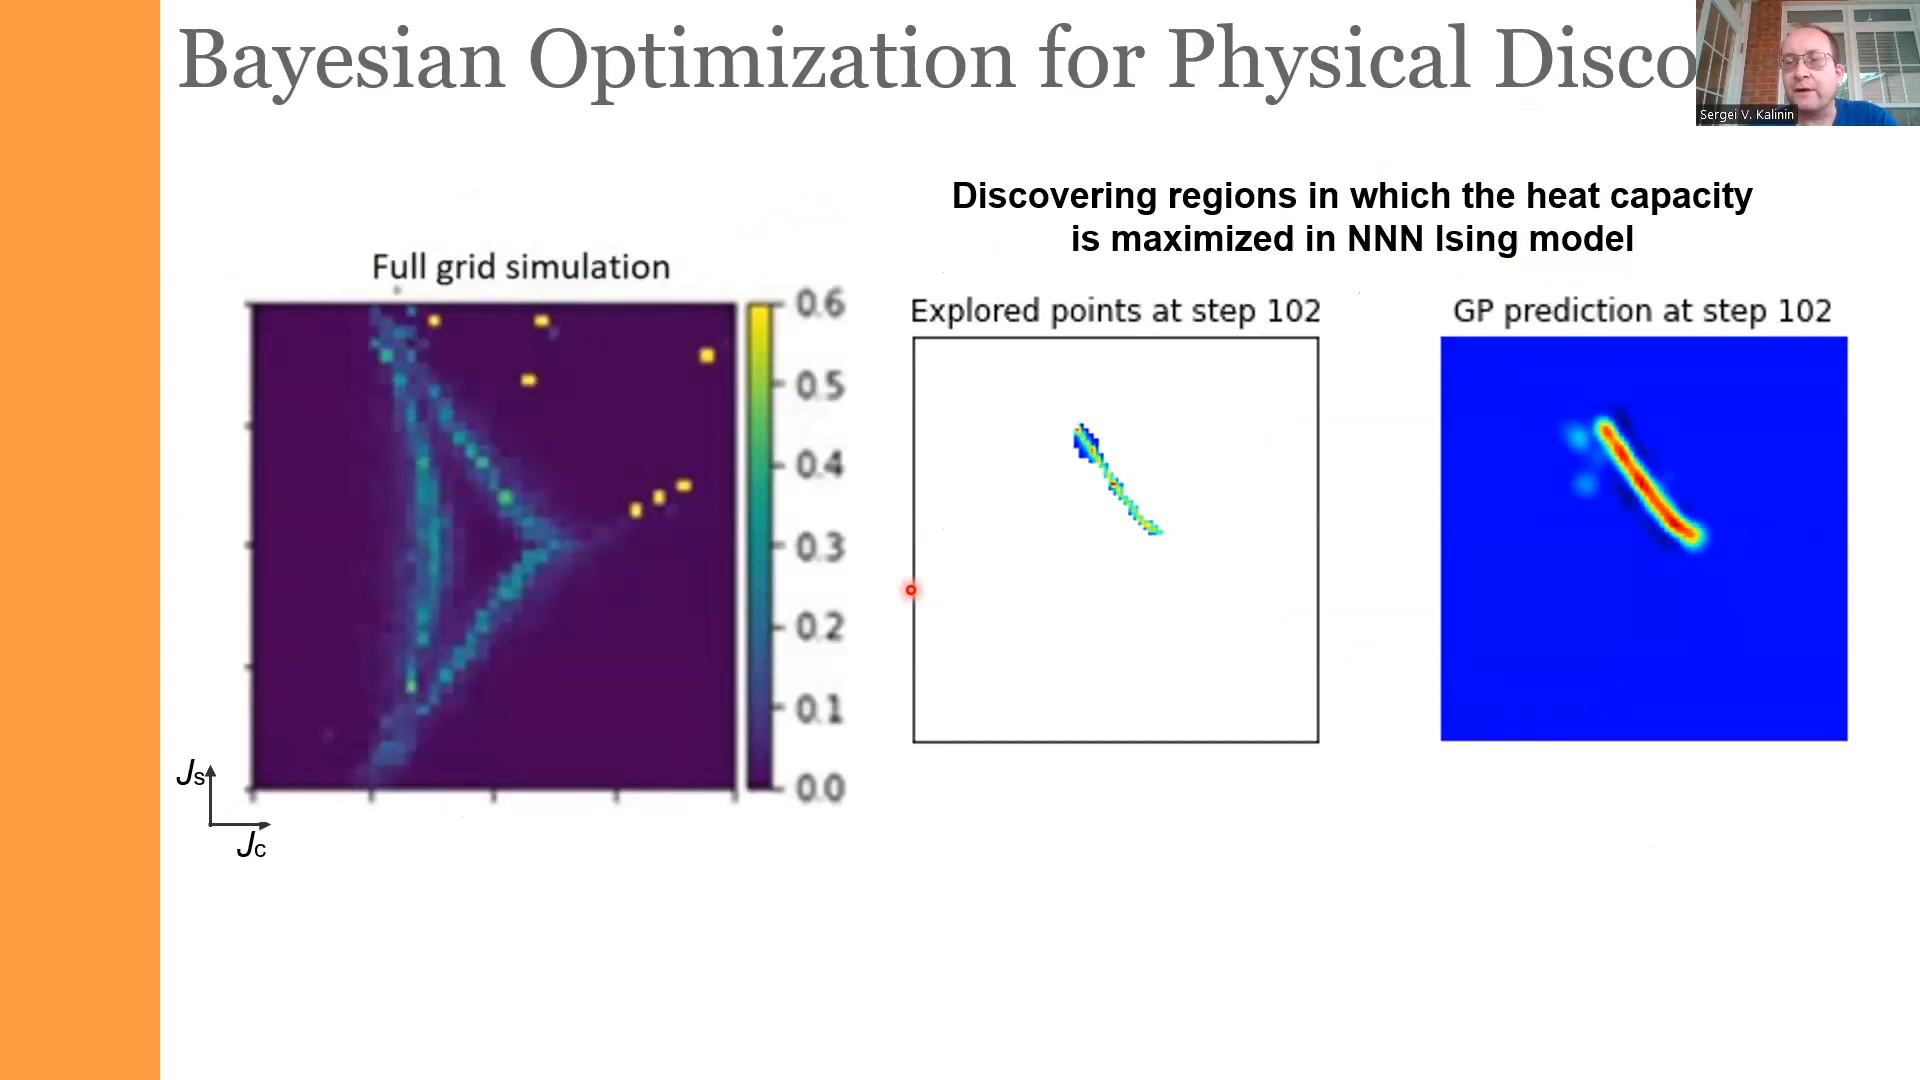 Bayesian Optimization for Physical Disco
Sergei V. Kalinin
Discovering regions in which the heat capacity
is maximized in NNN Ising model
Full grid simulation
0.6
0.5
0.4
0.3
0.2
0.1
0.0
Js
Jc
Explored points at step 102
GP prediction at step 102